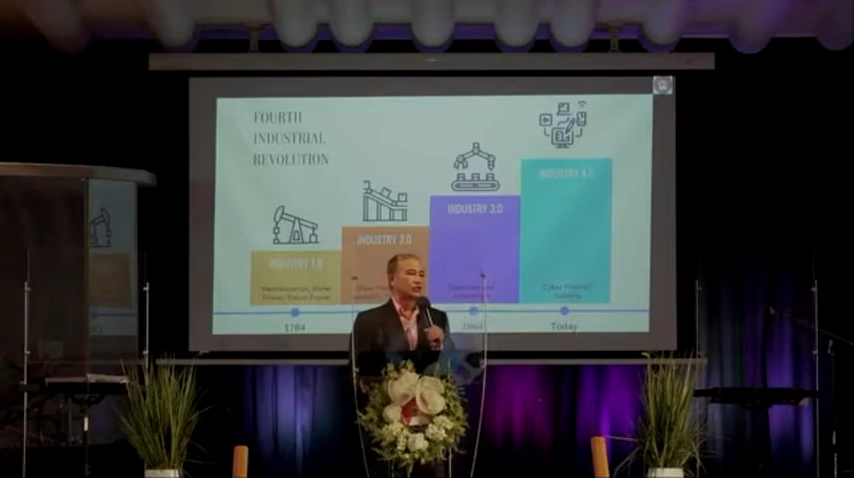 FOURTH
INDUSTRIAL
REVOLUTION
INDUSTRY 1.0
INDUSTRY 2.0
INDUSTRY 3.0
INDUSTRY 4.0
Mechanization, Water
Power, Steam Power
Cyber Physical
Systems
1784
Today